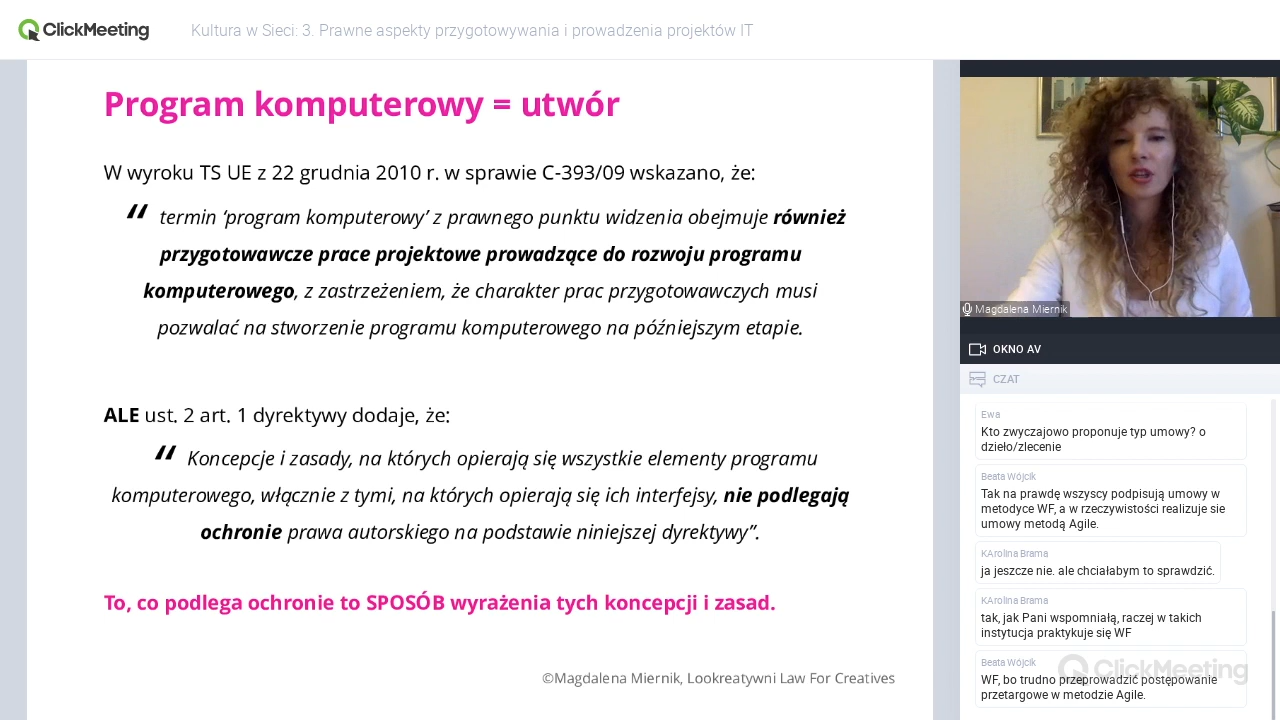 ClickMeeting
Kultura w Sieci: 3. Prawne aspekty przygotowywania i prowadzenia projektów IT
Program komputerowy = utwór
W wyroku TS UE z 22 grudnia 2010 r. w sprawie C-393/09 wskazano, że:
“ termin ‘program komputerowy’ z prawnego punktu widzenia obejmuje również
przygotowawcze prace projektowe prowadzące do rozwoju programu
komputerowego, z zastrzeżeniem, że charakter prac przygotowawczych musi
pozwalać na stworzenie programu komputerowego na późniejszym etapie.
ALE ust. 2 art. 1 dyrektywy dodaje, że:
“ Koncepcje i zasady, na których opierają się wszystkie elementy programu
komputerowego, włącznie z tymi, na których opierają się ich interfejsy, nie podlegają
ochronie prawa autorskiego na podstawie niniejszej dyrektywy”.
To, co podlega ochronie to SPOSÓB wyrażenia tych koncepcji i zasad.
©Magdalena Miernik, Lookreatywni Law For Creatives
Magdalena Miernik
OKNO AV
CZAT
Ewa
Kto zwyczajowo proponuje typ umowy? o
dzieło/zlecenie
Beata Wójcik
Tak na prawdę wszyscy podpisują umowy w
metodyce WF, a w rzeczywistości realizuje sie
umowy metodą Agile.
KArolina Brama
ja jeszcze nie. ale chciałabym to sprawdzić.
KArolina Brama
tak, jak Pani wspomniałą, raczej w takich
instytucja praktykuje się WF
Beata Wójcik
WF, bo trudno przeprowadzić postępowanie
przetargowe w metodzie Agile.
ClickMeeting